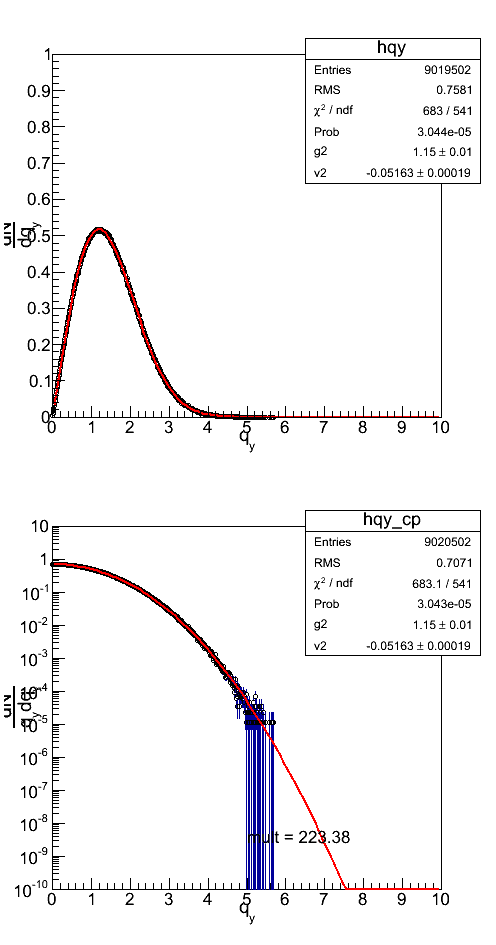 hqy
Entries 9019502
RMS 0.7581
χ² / ndf 683 / 541
Prob 3.044e-05
g2 1.15 ± 0.01
v2 -0.05163 ± 0.00019
1
0.9
0.8
0.7
0.6
0.5
0.4
0.3
0.2
0.1
0
dN
dq_y
0 1 2 3 4 5 6 7 8 9 10
q_y
hqy_cp
Entries 9020502
RMS 0.7071
χ² / ndf 683.1 / 541
Prob 3.043e-05
g2 1.15 ± 0.01
v2 -0.05163 ± 0.00019
10
1
10⁻¹
10⁻²
10⁻³
10⁻⁴
10⁻⁵
10⁻⁶
10⁻⁷
10⁻⁸
10⁻⁹
10⁻¹⁰
dN
mult = 223.38
0 1 2 3 4 5 6 7 8 9 10
q_y